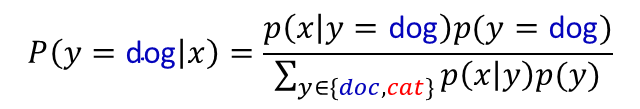 P(y = dog|x) = p(x|y = dog)p(y = dog) / ∑y∈{doc,cat} p(x|y)p(y)